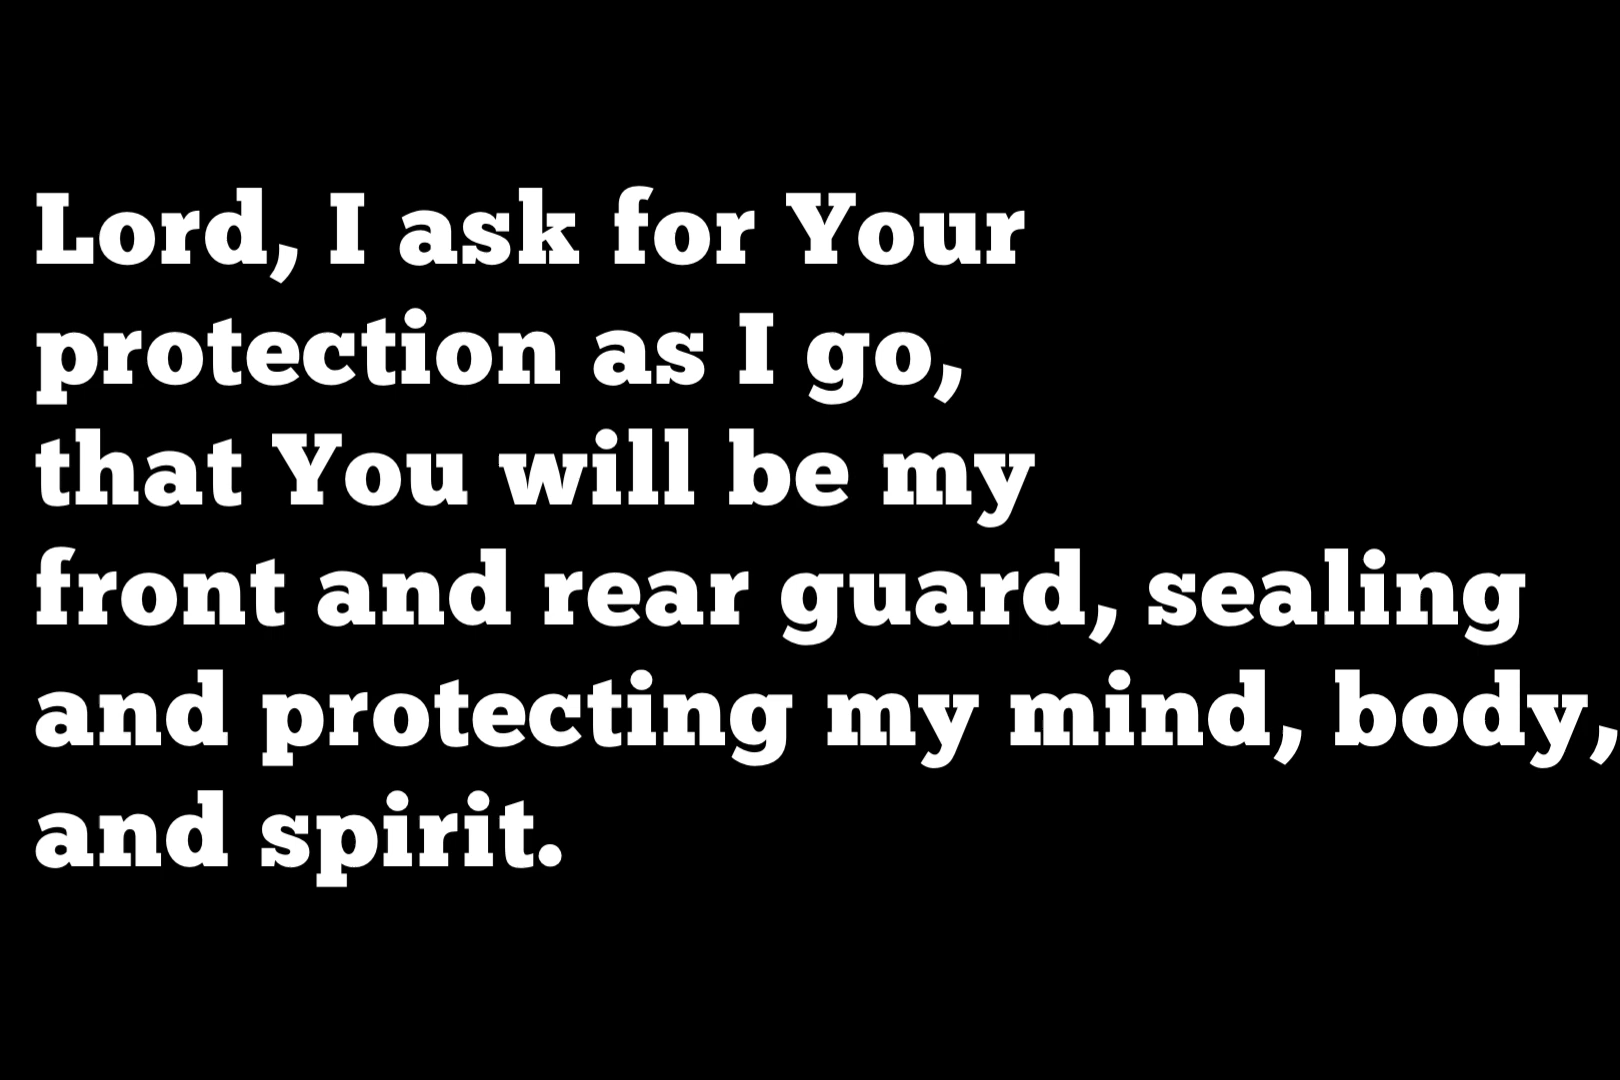 Lord, I ask for Your
protection as I go,
that You will be my
front and rear guard, sealing
and protecting my mind, body,
and spirit.